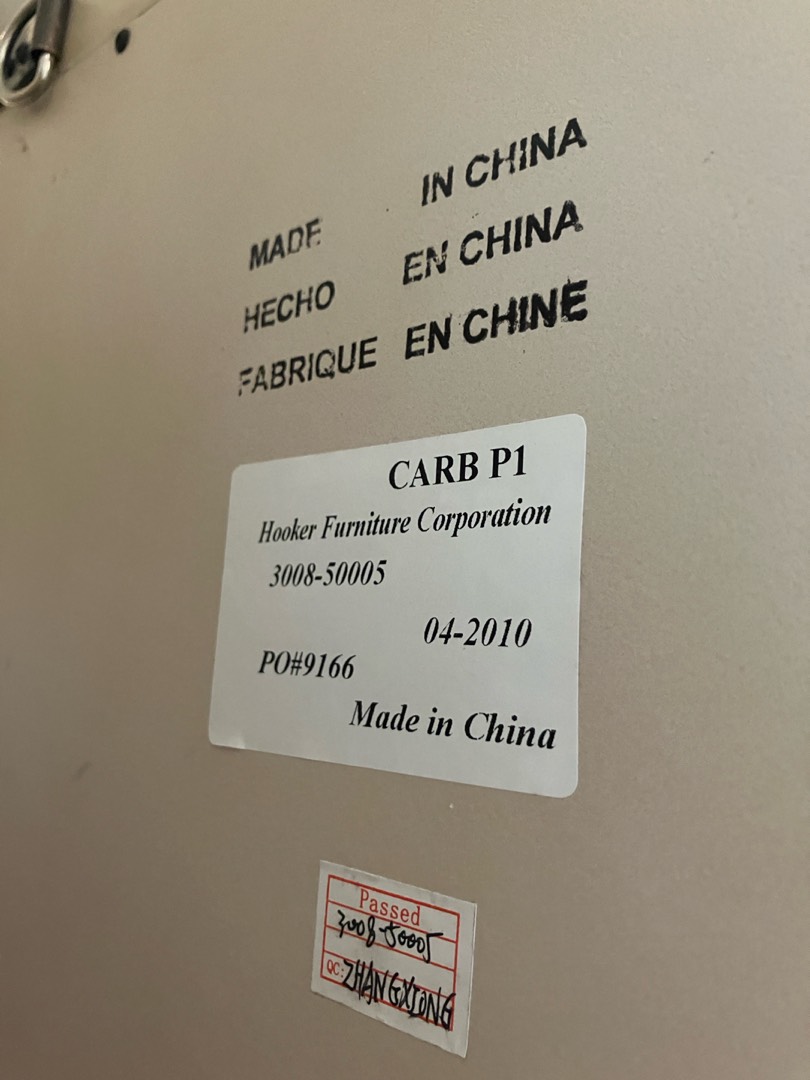 MADE IN CHINA
HECHO EN CHINA
FABRIQUE EN CHINE
CARB P1
Hooker Furniture Corporation
3008-50005
04-2010
PO#9166
Made in China
Passed
3008-50005
QC: ZHANGXIONG